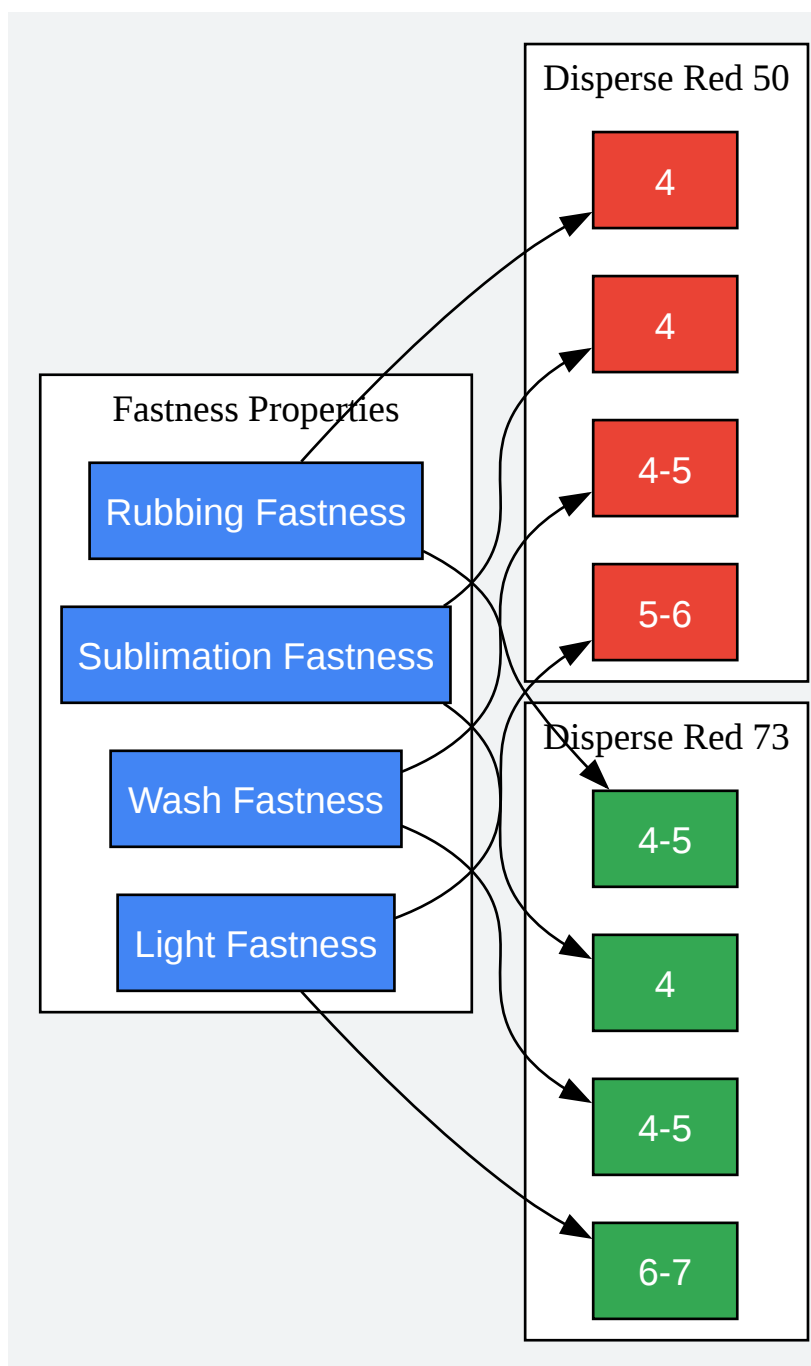 Disperse Red 50
4
4
4-5
5-6
Fastness Properties
Rubbing Fastness
Sublimation Fastness
Wash Fastness
Light Fastness
Disperse Red 73
4-5
4
4-5
6-7